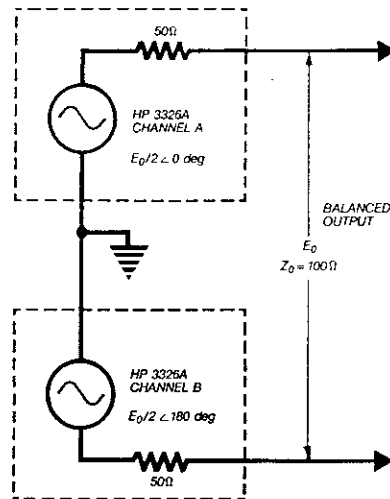 50Ω
HP 3326A
CHANNEL A
E₀/2 ∠0 deg
BALANCED
OUTPUT
E₀
Z₀ = 100 Ω
HP 3326A
CHANNEL B
E₀/2 ∠180 deg
50Ω